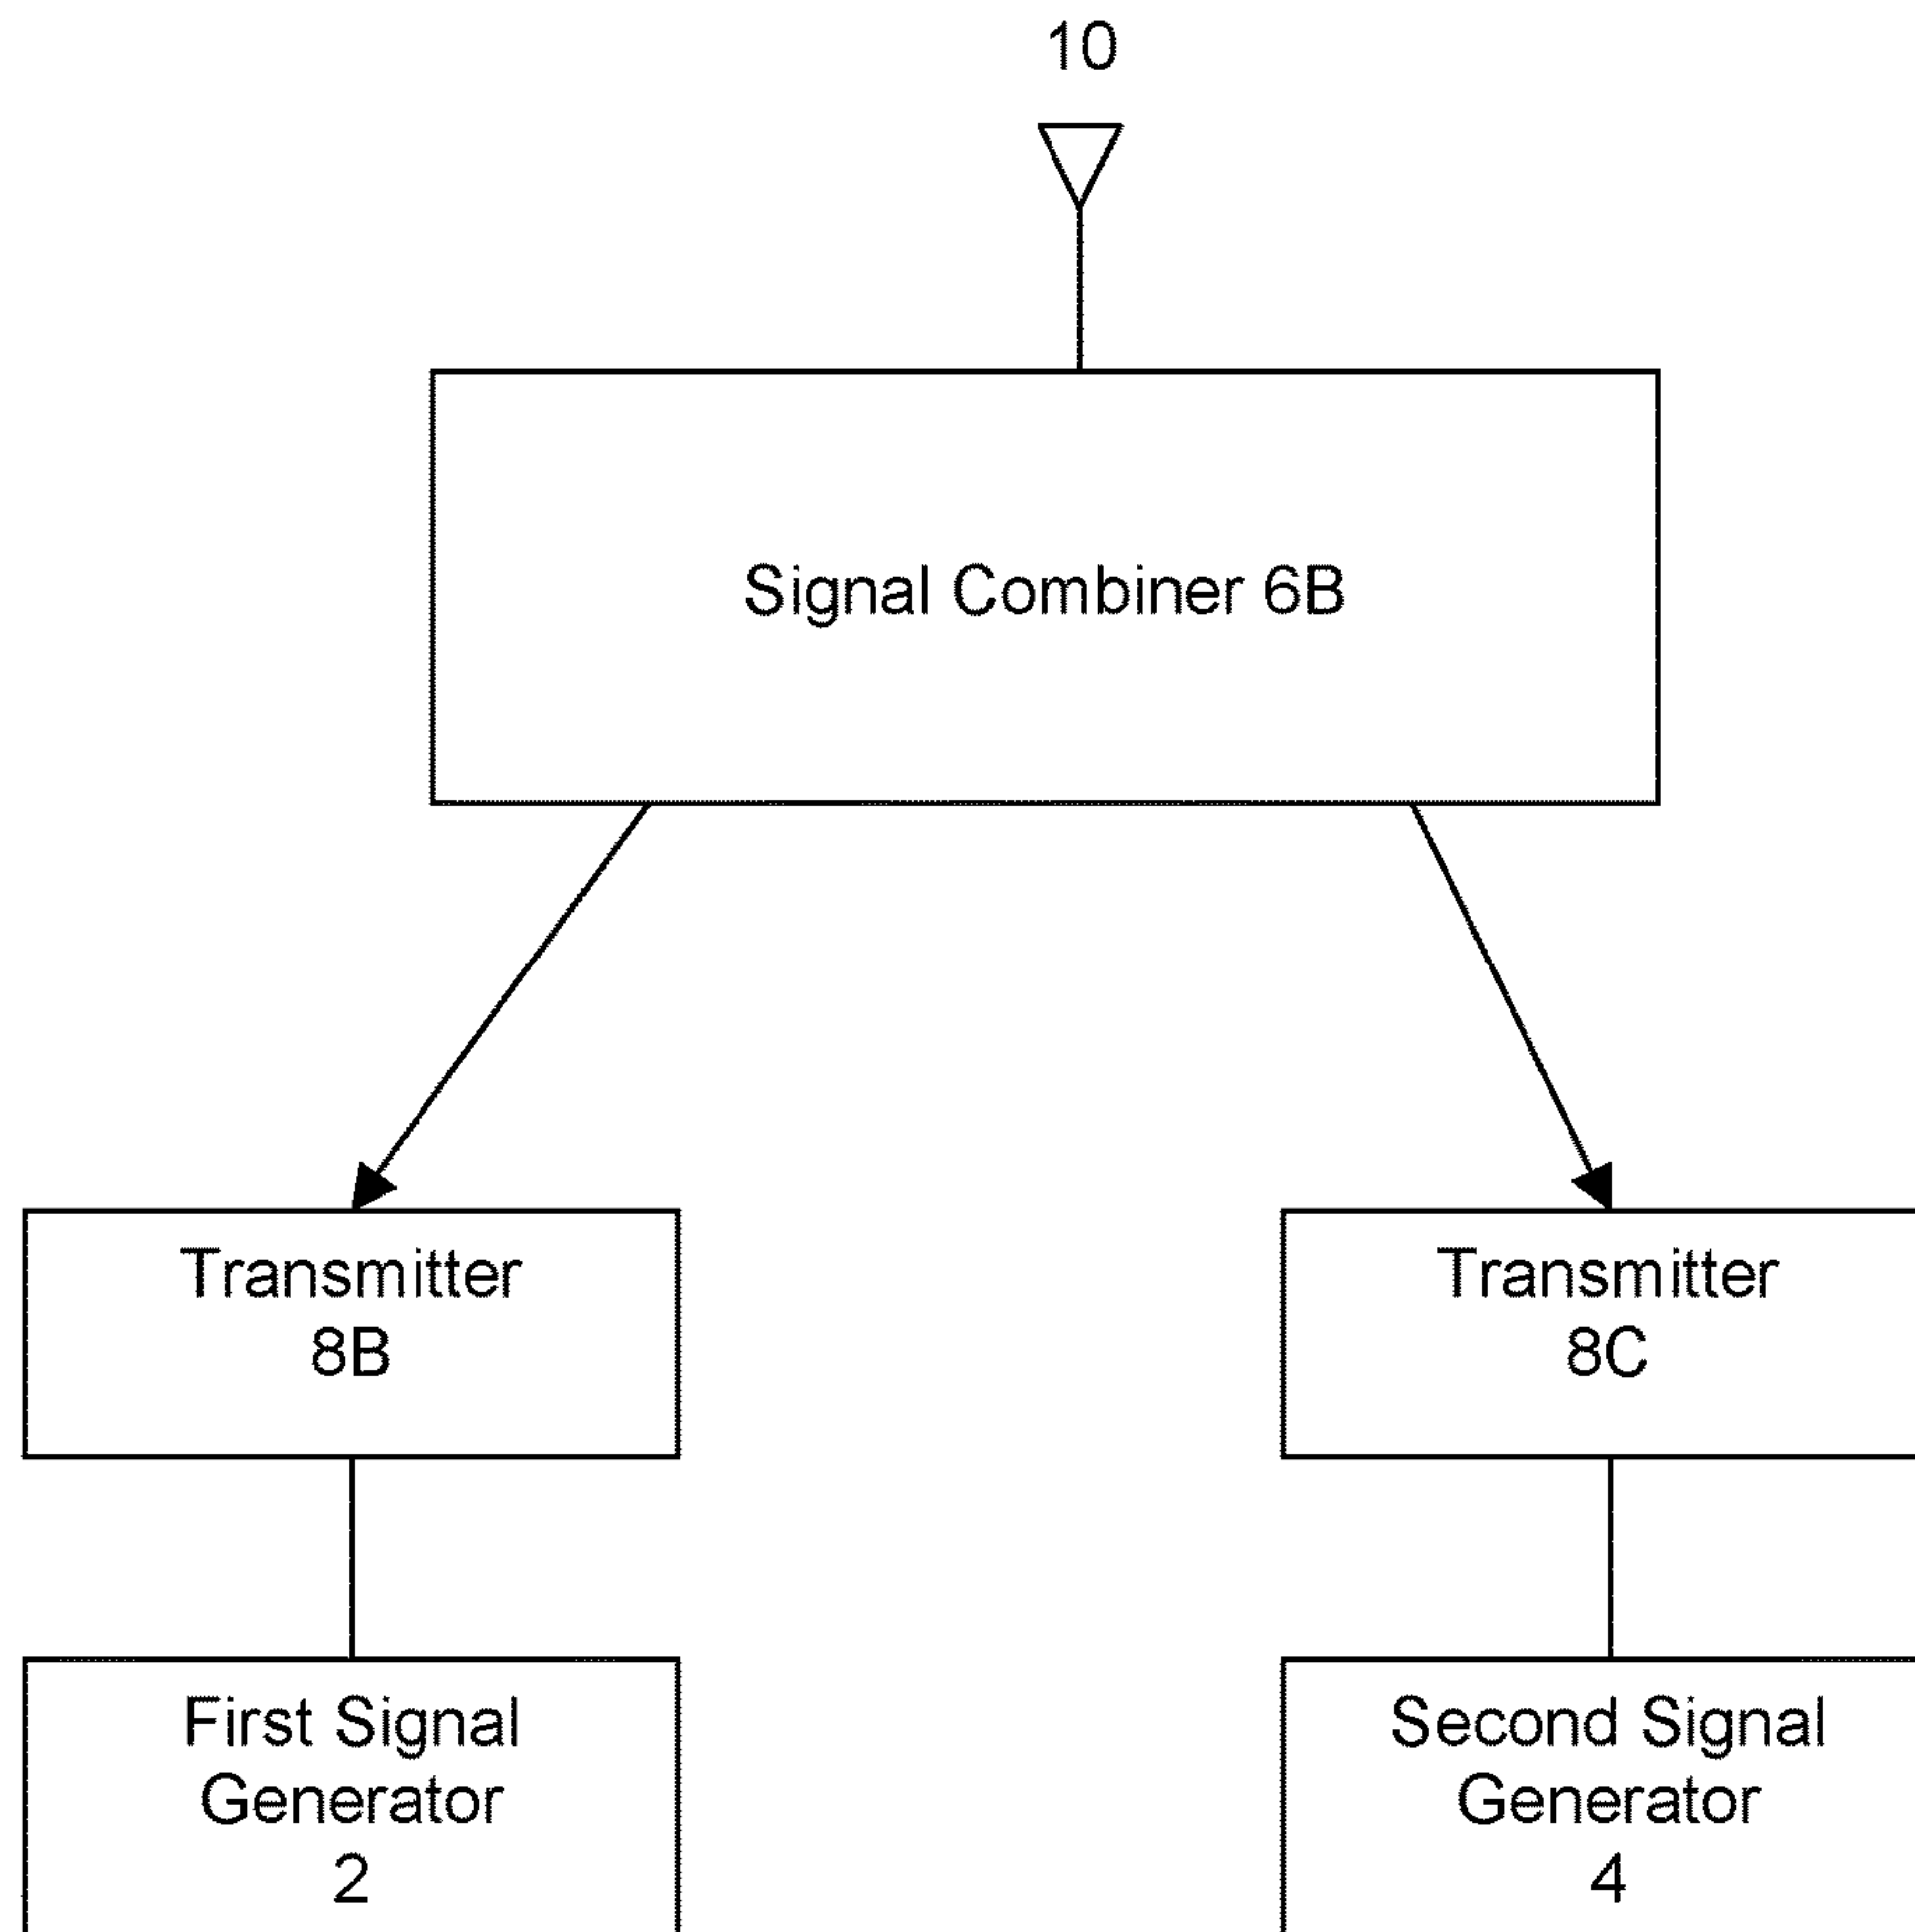 10
Signal Combiner 6B
Transmitter
8B
Transmitter
8C
First Signal
Generator
2
Second Signal
Generator
4